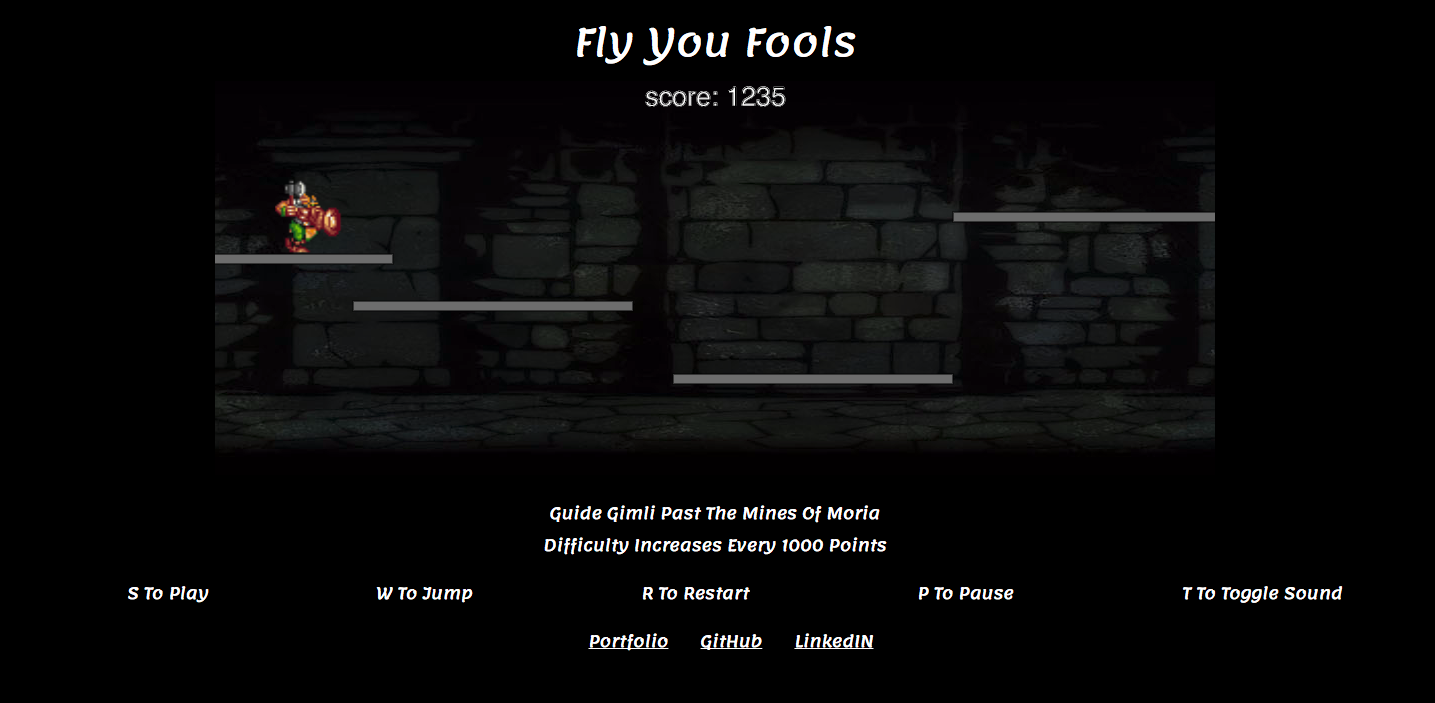 Fly You Fools
score: 1235
Guide Gimli Past The Mines Of Moria
Difficulty Increases Every 1000 Points
S To Play W To Jump R To Restart P To Pause T To Toggle Sound
Portfolio GitHub LinkedIN